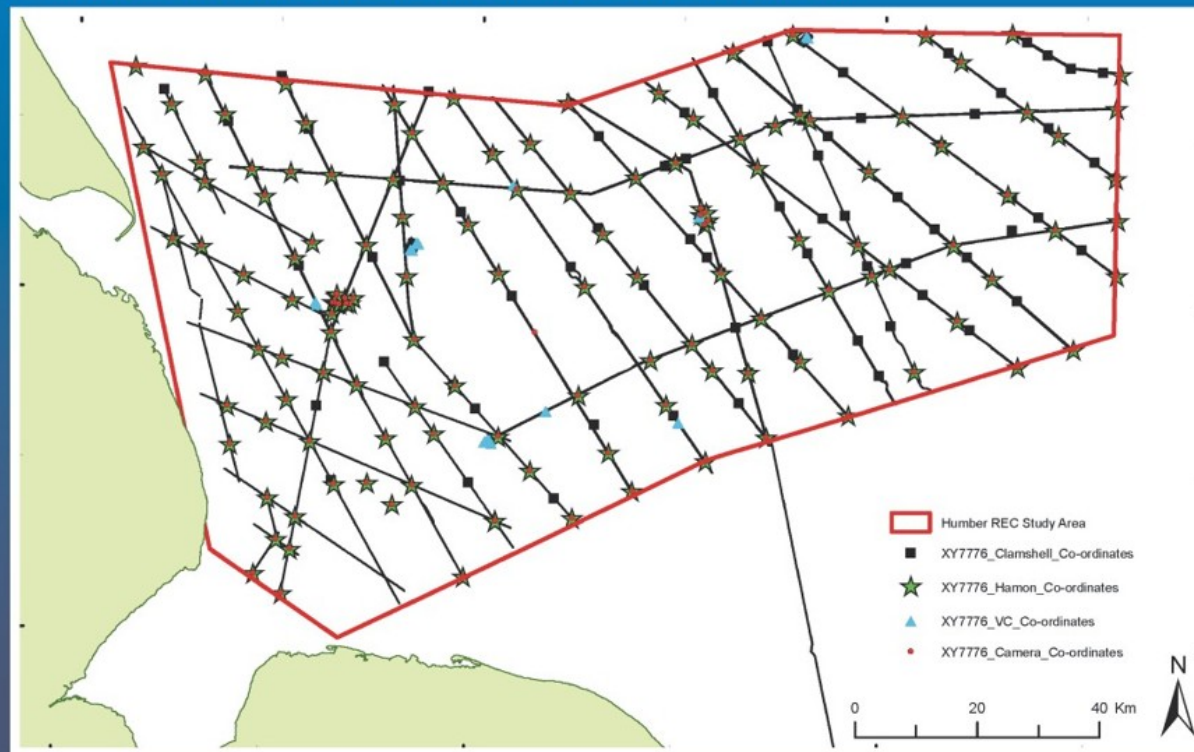 Humber REC Study Area
XY7776_Clamshell_Co-ordinates
XY7776_Hamon_Co-ordinates
XY7776_VC_Co-ordinates
XY7776_Camera_Co-ordinates
N
0 20 40 Km